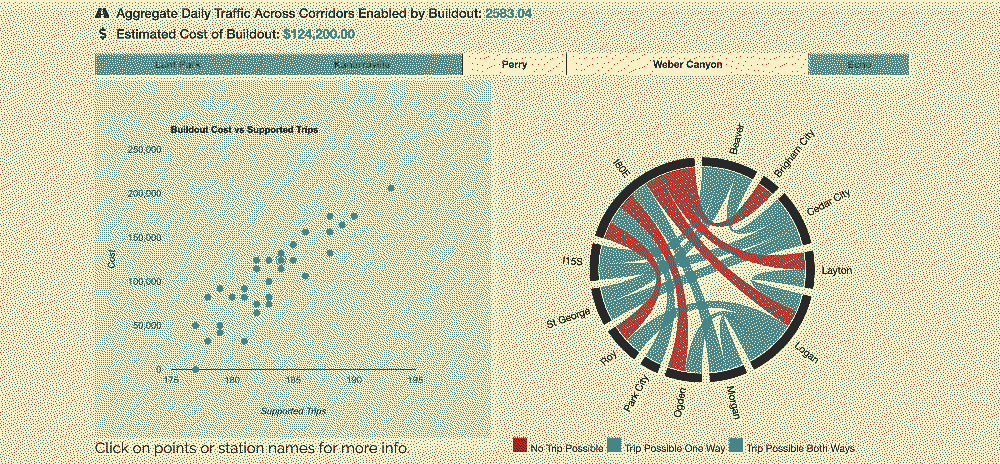 Aggregate Daily Traffic Across Corridors Enabled by Buildout: 2583.04
$ Estimated Cost of Buildout: $124,200.00
Perry Weber Canyon
Buildout Cost vs Supported Trips
250,000
200,000
150,000
100,000
50,000
0
Cost
175 180 185 190 195
Supported Trips
Beaver
Brigham City
Cedar City
Layton
Logan
Morgan
Ogden
Park City
Roy
St George
I15S
I80E
Click on points or station names for more info.
No Trip Possible Trip Possible One Way Trip Possible Both Ways